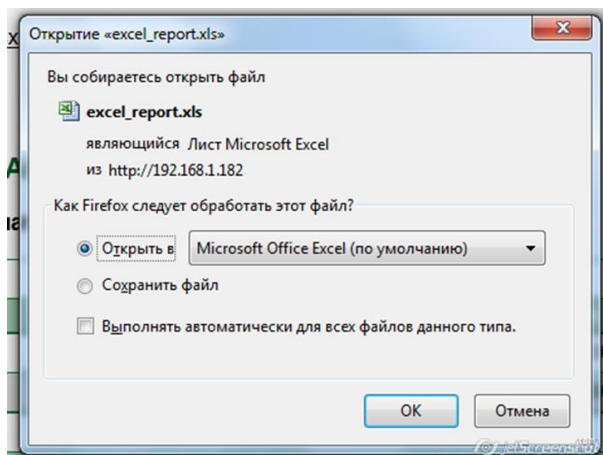 Открытие «excel_report.xls»
Вы собираетесь открыть файл
excel_report.xls
являющийся Лист Microsoft Excel
из http://192.168.1.182
Как Firefox следует обработать этот файл?
Открыть в Microsoft Office Excel (по умолчанию)
Сохранить файл
Выполнять автоматически для всех файлов данного типа.
OK Отмена
jetScreenshot